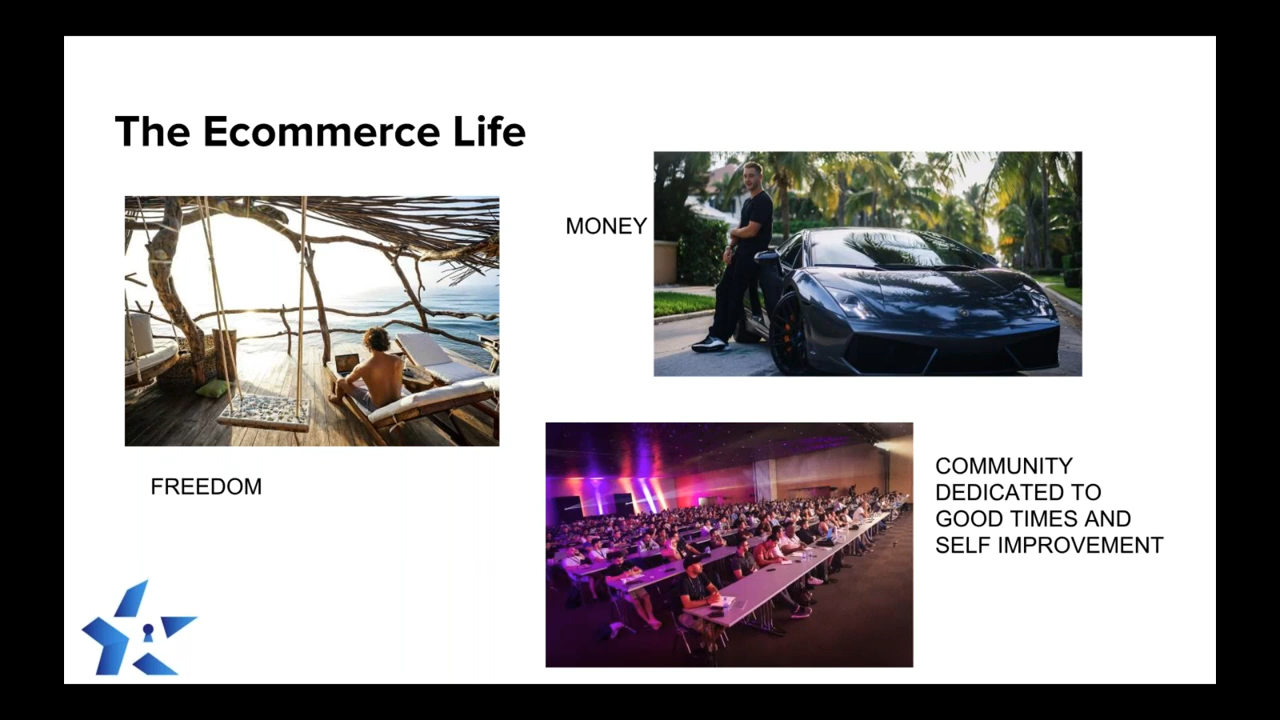 The Ecommerce Life
MONEY
FREEDOM
COMMUNITY
DEDICATED TO
GOOD TIMES AND
SELF IMPROVEMENT